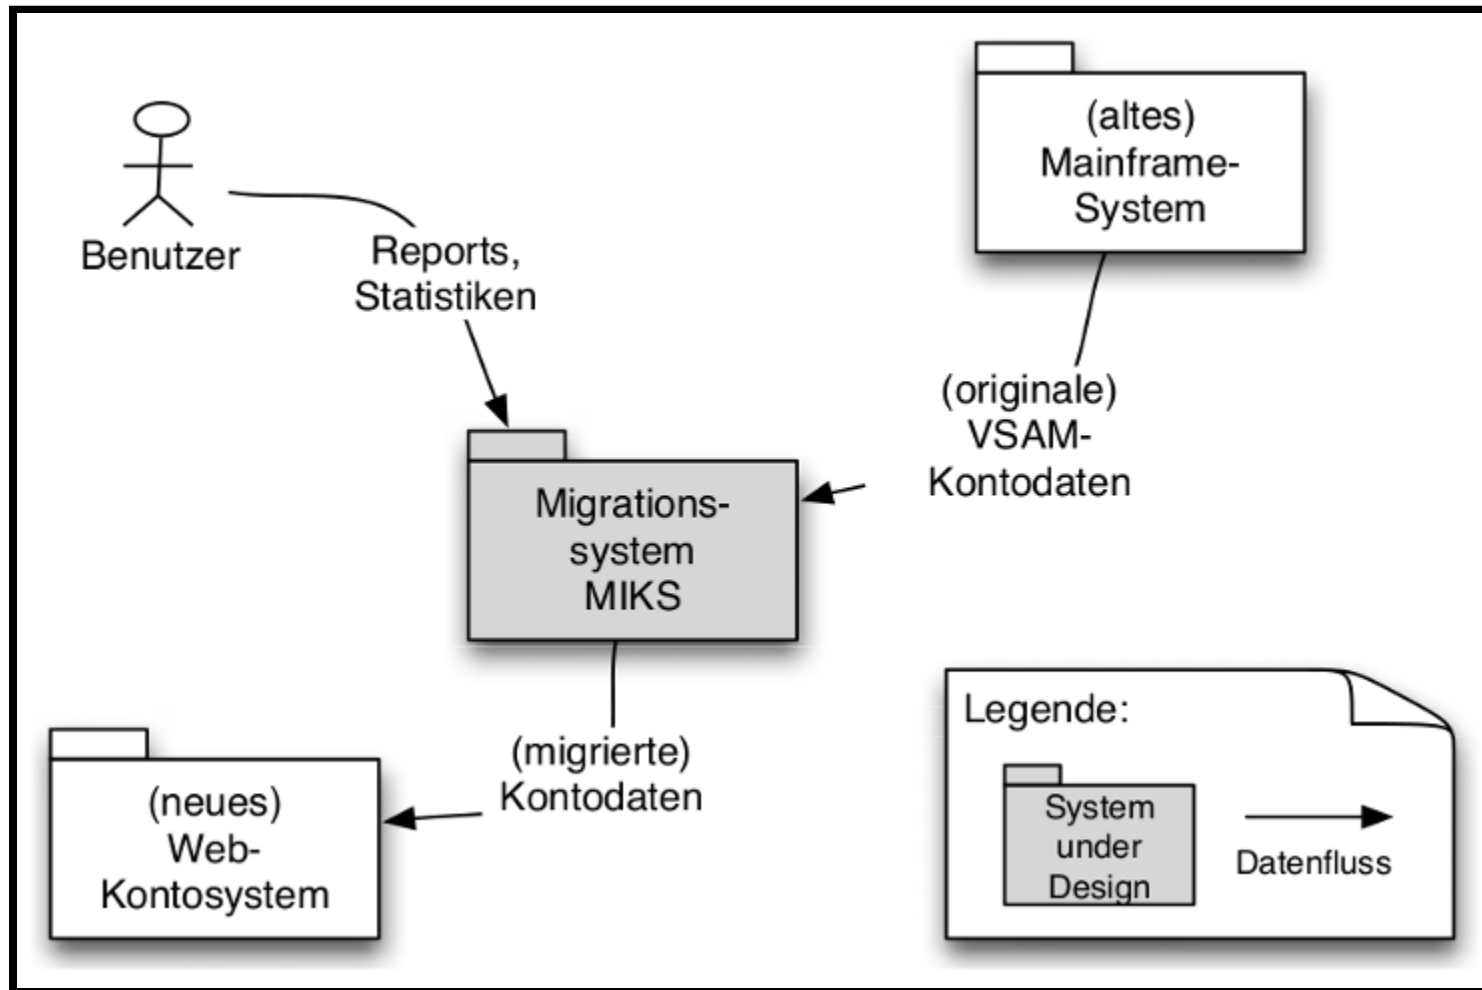 (altes)
Mainframe-
System
Benutzer
Reports,
Statistiken
(originale)
VSAM-
Kontodaten
Migrations-
system
MIKS
(migrierte)
Kontodaten
(neues)
Web-
Kontosystem
Legende:
System
under
Design
Datenfluss